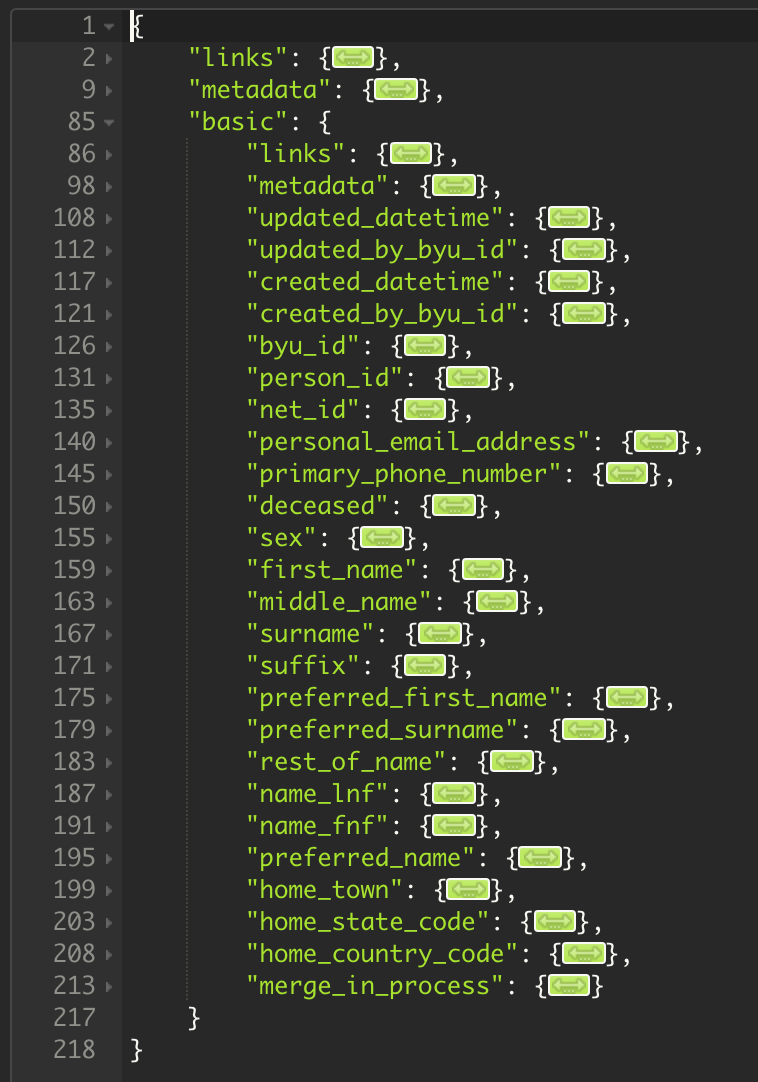 1 {
2 "links": {...},
9 "metadata": {...},
85 "basic": {
86 "links": {...},
98 "metadata": {...},
108 "updated_datetime": {...},
112 "updated_by_byu_id": {...},
117 "created_datetime": {...},
121 "created_by_byu_id": {...},
126 "byu_id": {...},
131 "person_id": {...},
135 "net_id": {...},
140 "personal_email_address": {...},
145 "primary_phone_number": {...},
150 "deceased": {...},
155 "sex": {...},
159 "first_name": {...},
163 "middle_name": {...},
167 "surname": {...},
171 "suffix": {...},
175 "preferred_first_name": {...},
179 "preferred_surname": {...},
183 "rest_of_name": {...},
187 "name_lnf": {...},
191 "name_fnf": {...},
195 "preferred_name": {...},
199 "home_town": {...},
203 "home_state_code": {...},
208 "home_country_code": {...},
213 "merge_in_process": {...}
217 }
218 }